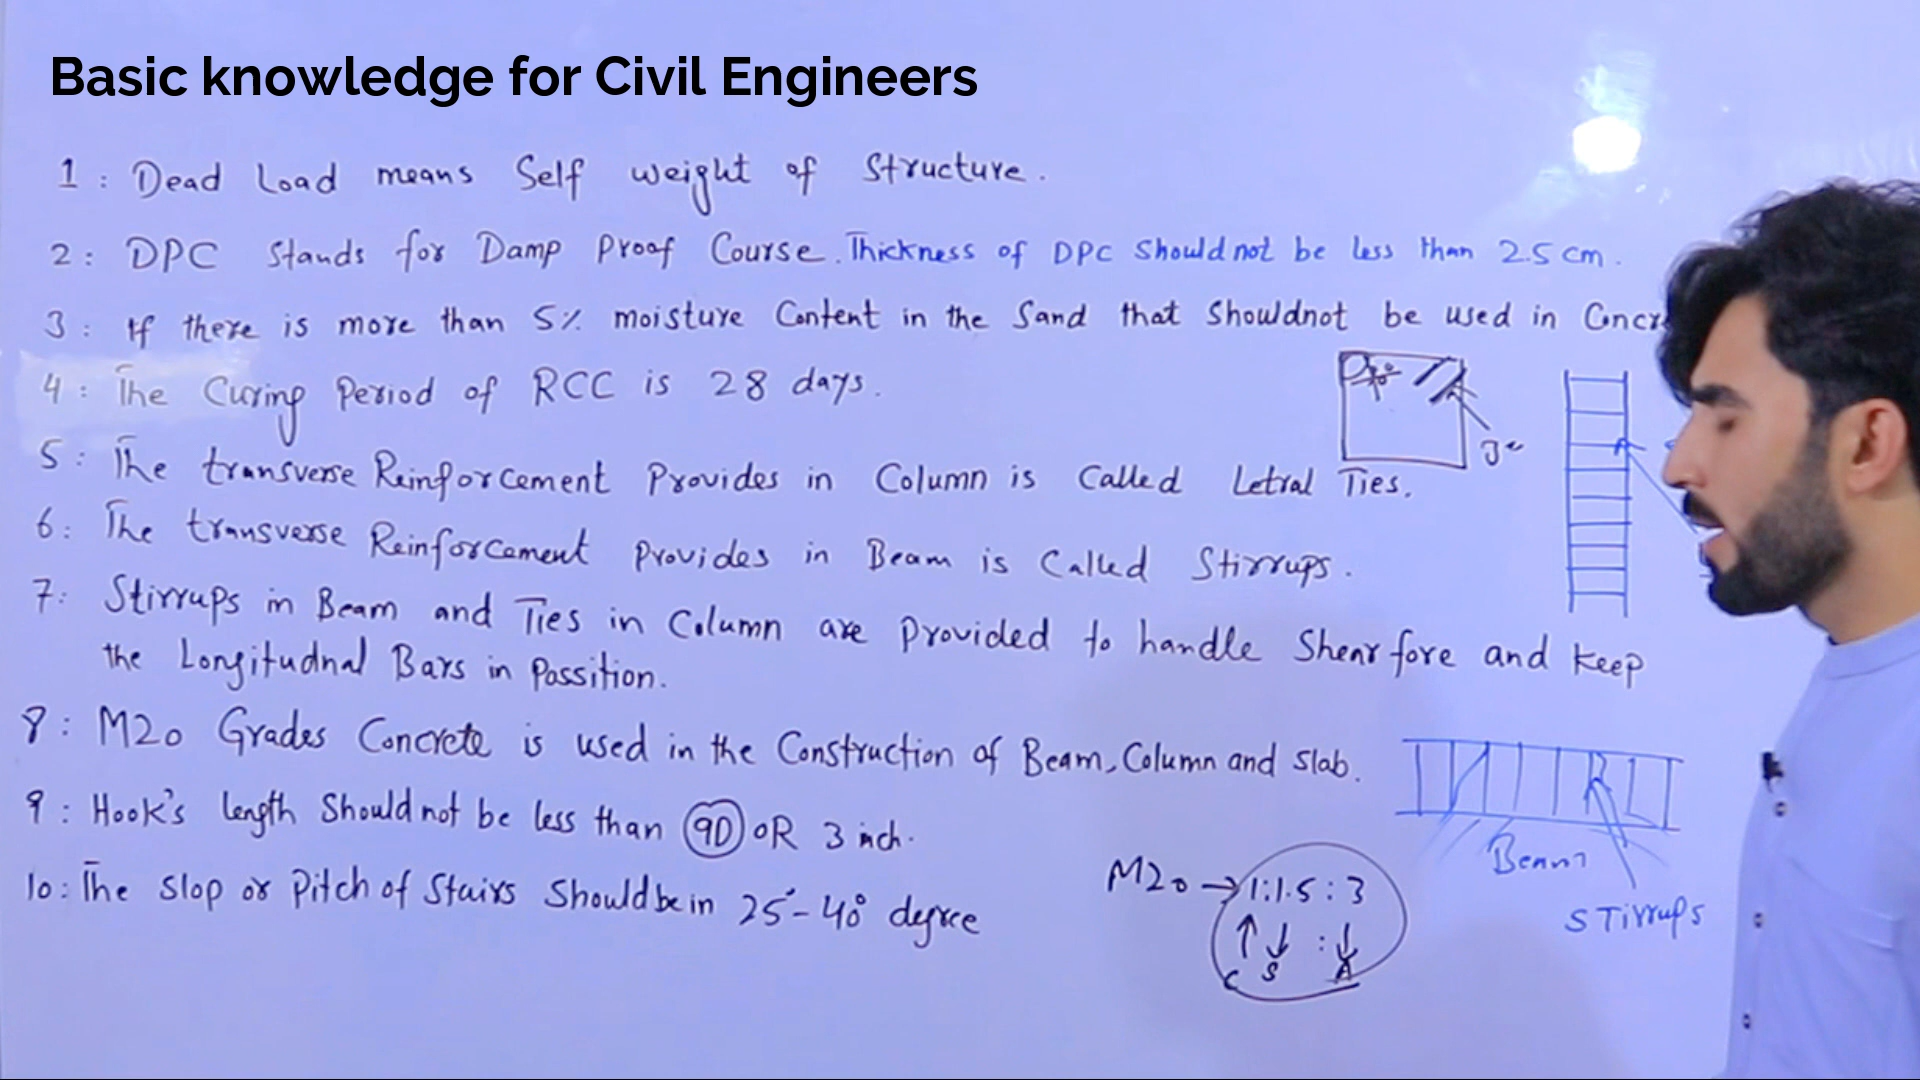 Basic knowledge for Civil Engineers
1 : Dead Load means Self weight of Structure.
2 : DPC Stands for Damp Proof Course. Thickness of DPC Should not be less than 2.5 cm.
3 : If there is more than 5% moisture Content in the Sand that Shouldnot be used in Concr
4 : The Curing Period of RCC is 28 days.
5 : The transverse Reinforcement Provides in Column is Called Letral Ties.
6 : The transverse Reinforcement Provides in Beam is Called Stirrups.
7 : Stirrups in Beam and Ties in Column are Provided to handle Shear fore and Keep
the Longitudnal Bars in Possition.
8 : M20 Grades Concrete is used in the Construction of Beam, Column and Slab.
9 : Hook's length Should not be less than 9D OR 3 inch.
10 : The Slop or Pitch of Stairs Should be in 25°-40° degree
3"
Beam
STirrups
M20 → 1:1.5:3
C S : A